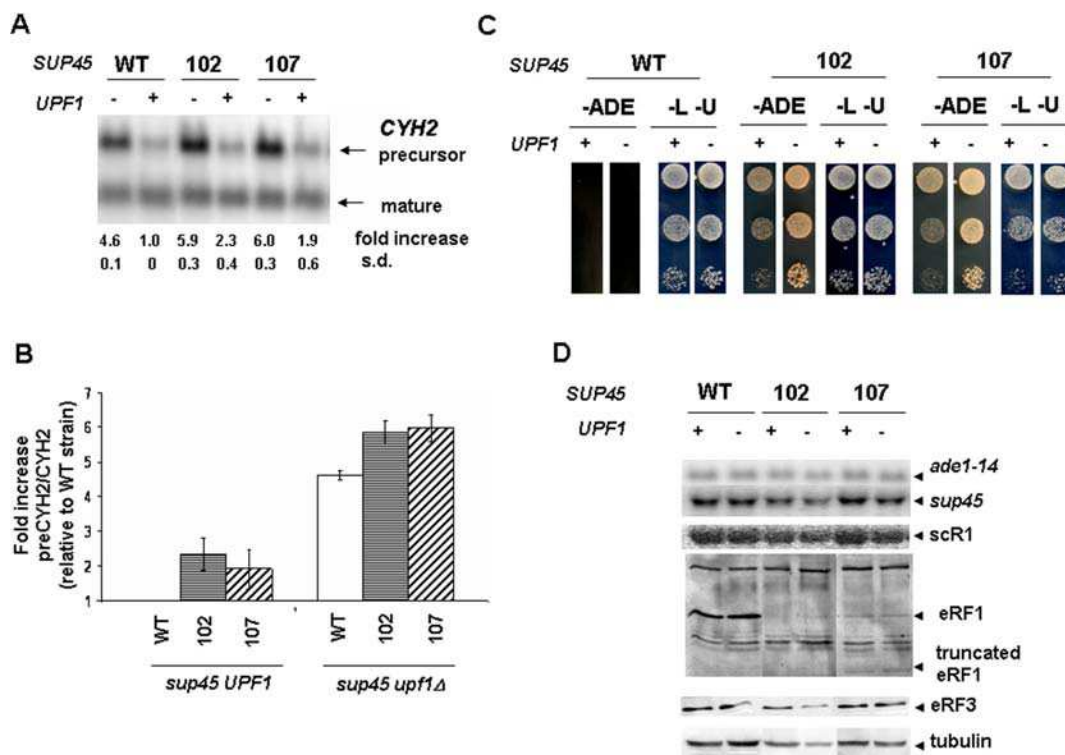 A
SUP45 WT 102 107
UPF1 - + - + - +
CYH2
precursor
mature
4.6 1.0 5.9 2.3 6.0 1.9 fold increase
0.1 0 0.3 0.4 0.3 0.6 s.d.
B
Fold increase
preCYH2/CYH2
(relative to WT strain)
7
6
5
4
3
2
1
WT 102 107 WT 102 107
sup45 UPF1 sup45 upf1Δ
C
SUP45 WT 102 107
-ADE -L -U -ADE -L -U -ADE -L -U
UPF1 + - + - + - + - + - + -
D
SUP45 WT 102 107
UPF1 + - + - + -
ade1-14
sup45
scR1
eRF1
truncated
eRF1
eRF3
tubulin